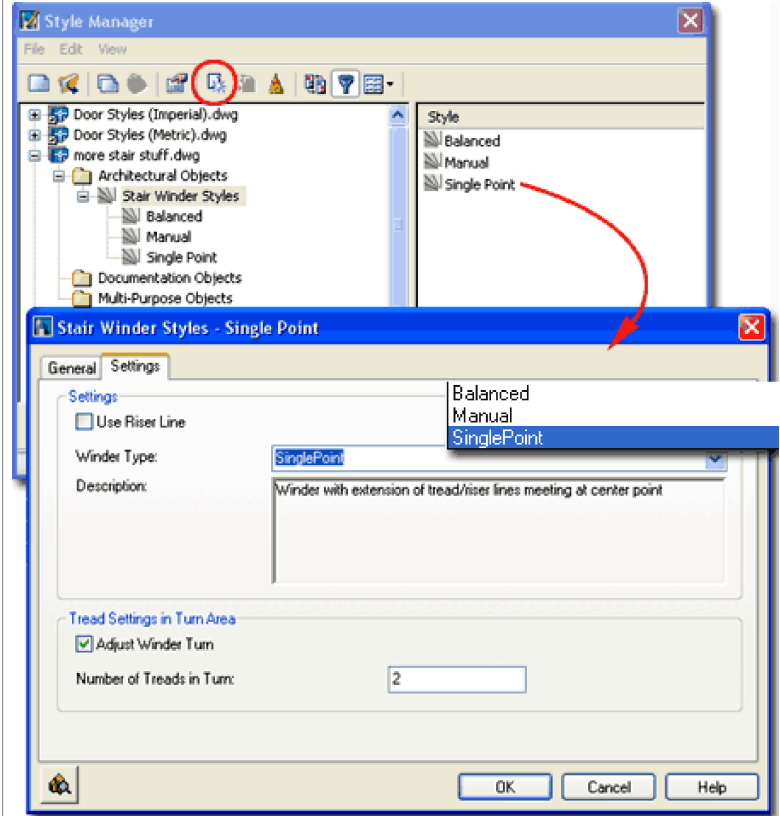 Style Manager
File Edit View
Door Styles (Imperial).dwg
Door Styles (Metric).dwg
more stair stuff.dwg
Architectural Objects
Stair Winder Styles
Balanced
Manual
Single Point
Documentation Objects
Multi-Purpose Objects
Style
Balanced
Manual
Single Point
Stair Winder Styles - Single Point
General Settings
Settings
Use Riser Line
Balanced
Manual
SinglePoint
Winder Type: SinglePoint
Description: Winder with extension of tread/riser lines meeting at center point
Tread Settings in Turn Area
Adjust Winder Turn
Number of Treads in Turn: 2
OK Cancel Help